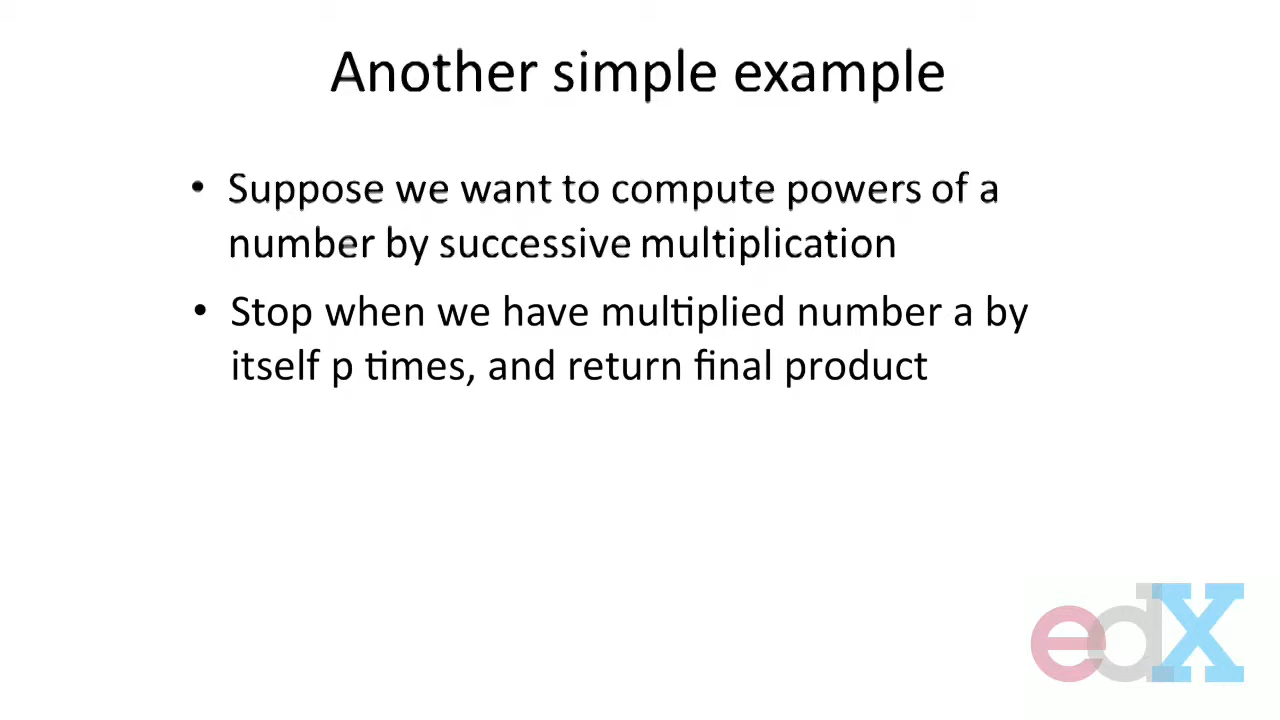 Another simple example
• Suppose we want to compute powers of a
number by successive multiplication
• Stop when we have multiplied number a by
itself p times, and return final product
edX